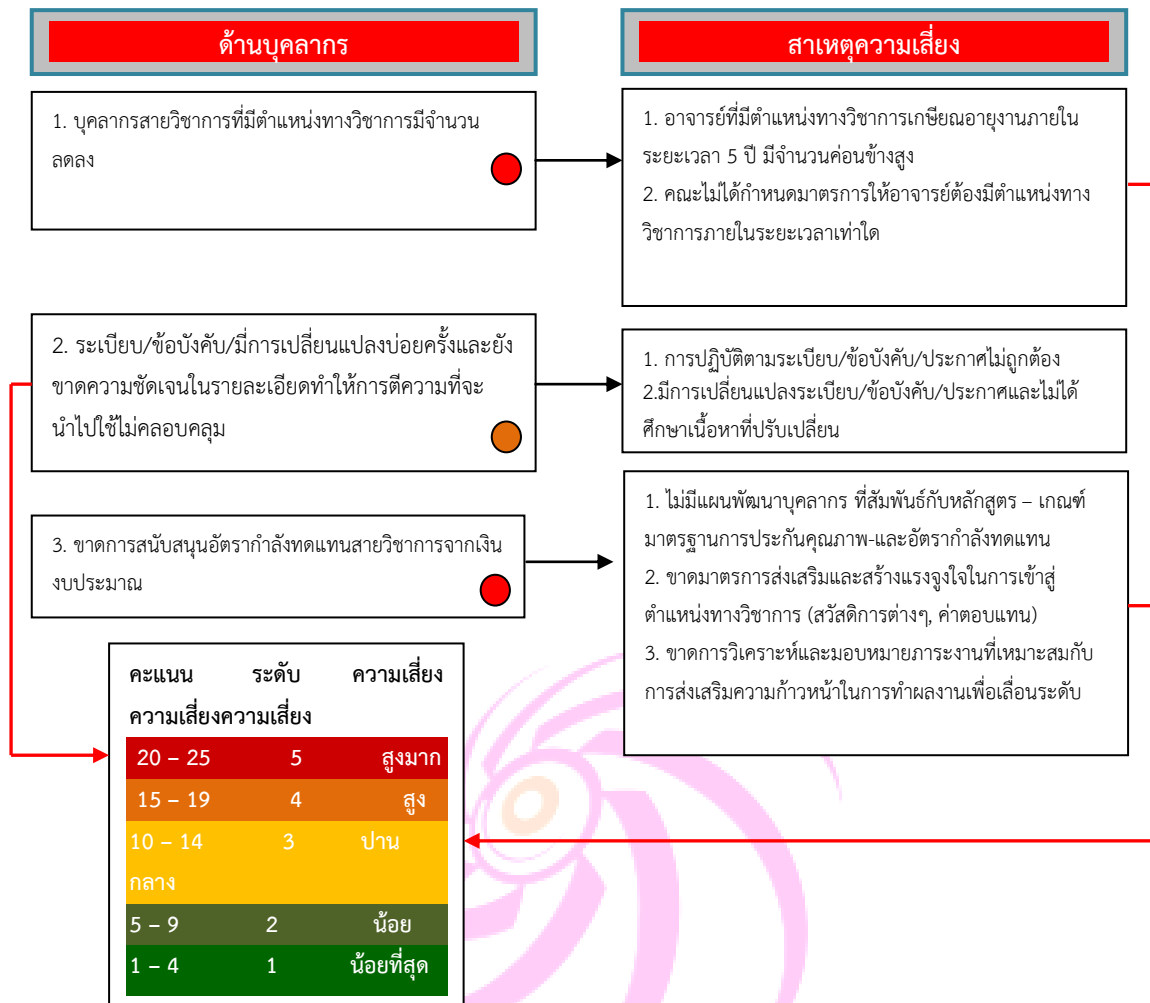 ด้านบุคลากร
สาเหตุความเสี่ยง
1. บุคลากรสายวิชาการที่มีตำแหน่งทางวิชาการมีจำนวน
ลดลง
1. อาจารย์ที่มีตำแหน่งทางวิชาการเกษียณอายุงานภายใน
ระยะเวลา 5 ปี มีจำนวนค่อนข้างสูง
2. คณะไม่ได้กำหนดมาตรการให้อาจารย์ต้องมีตำแหน่งทาง
วิชาการภายในระยะเวลาเท่าใด
2. ระเบียบ/ข้อบังคับ/มี่การเปลี่ยนแปลงบ่อยครั้งและยัง
ขาดความชัดเจนในรายละเอียดทำให้การตีความที่จะ
นำไปใช้ไม่คลอบคลุม
1. การปฏิบัติตามระเบียบ/ข้อบังคับ/ประกาศไม่ถูกต้อง
2.มีการเปลี่ยนแปลงระเบียบ/ข้อบังคับ/ประกาศและไม่ได้
ศึกษาเนื้อหาที่ปรับเปลี่ยน
3. ขาดการสนับสนุนอัตรากำลังทดแทนสายวิชาการจากเงิน
งบประมาณ
1. ไม่มีแผนพัฒนาบุคลากร ที่สัมพันธ์กับหลักสูตร – เกณฑ์
มาตรฐานการประกันคุณภาพ-และอัตรากำลังทดแทน
2. ขาดมาตรการส่งเสริมและสร้างแรงจูงใจในการเข้าสู่
ตำแหน่งทางวิชาการ (สวัสดิการต่างๆ, ค่าตอบแทน)
3. ขาดการวิเคราะห์และมอบหมายภาระงานที่เหมาะสมกับ
การส่งเสริมความก้าวหน้าในการทำผลงานเพื่อเลื่อนระดับ
คะแนน ระดับ ความเสี่ยง
ความเสี่ยงความเสี่ยง
20 – 25 5 สูงมาก
15 – 19 4 สูง
10 – 14 3 ปาน
กลาง
5 – 9 2 น้อย
1 – 4 1 น้อยที่สุด